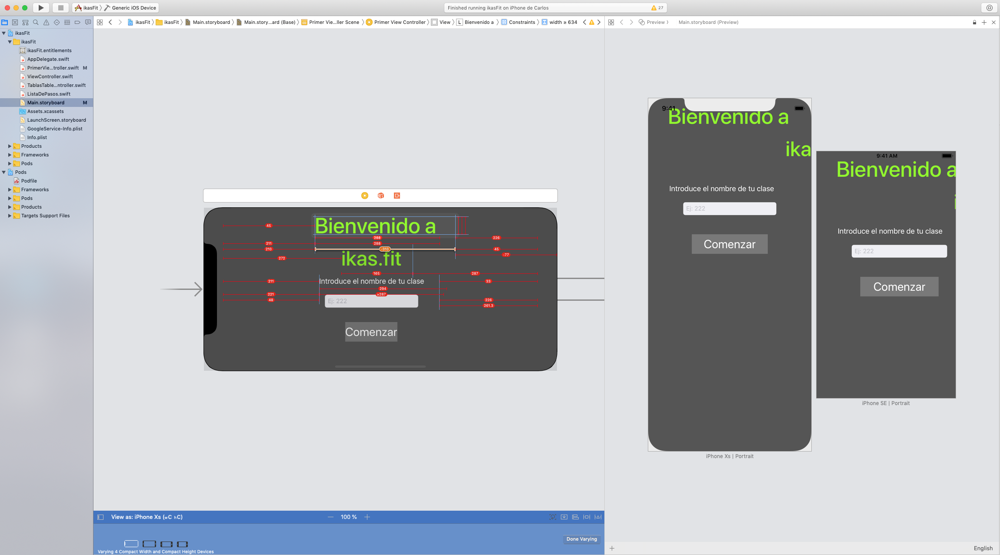 ikasFit 〉 Generic iOS Device
Finished running ikasFit on iPhone de Carlos
27
ikasFit 〉 ikasFit 〉 Main.storyboard 〉 Main.story...ard (Base) 〉 Primer Vie...ller Scene 〉 Primer View Controller 〉 View 〉 L Bienvenido a 〉 Constraints 〉 width ≥ 634
Preview 〉 Main.storyboard (Preview)
ikasFit
ikasFit
ikasFit.entitlements
AppDelegate.swift
PrimerVie...troller.swift M
ViewController.swift
TablasTable...ntroller.swift
ListaDePasos.swift
Main.storyboard M
Assets.xcassets
LaunchScreen.storyboard
GoogleService-Info.plist
Info.plist
Products
Frameworks
Pods
Pods
Podfile
Frameworks
Pods
Products
Targets Support Files
45
Bienvenido a
288
226
211
288
210
-310
45
-77
272
ikas.fit
165
287
211
Introduce el nombre de tu clase
33
294
221
≥287
48
Ej: 222
226
261.3
Comenzar
View as: iPhone Xs (wC hC)
100 %
Done Varying
Varying 4 Compact Width and Compact Height Devices
9:41
Bienvenido a
ika
Introduce el nombre de tu clase
Ej: 222
Comenzar
iPhone Xs | Portrait
9:41 AM
Bienvenido a
i
Introduce el nombre de tu clase
Ej: 222
Comenzar
iPhone SE | Portrait
English